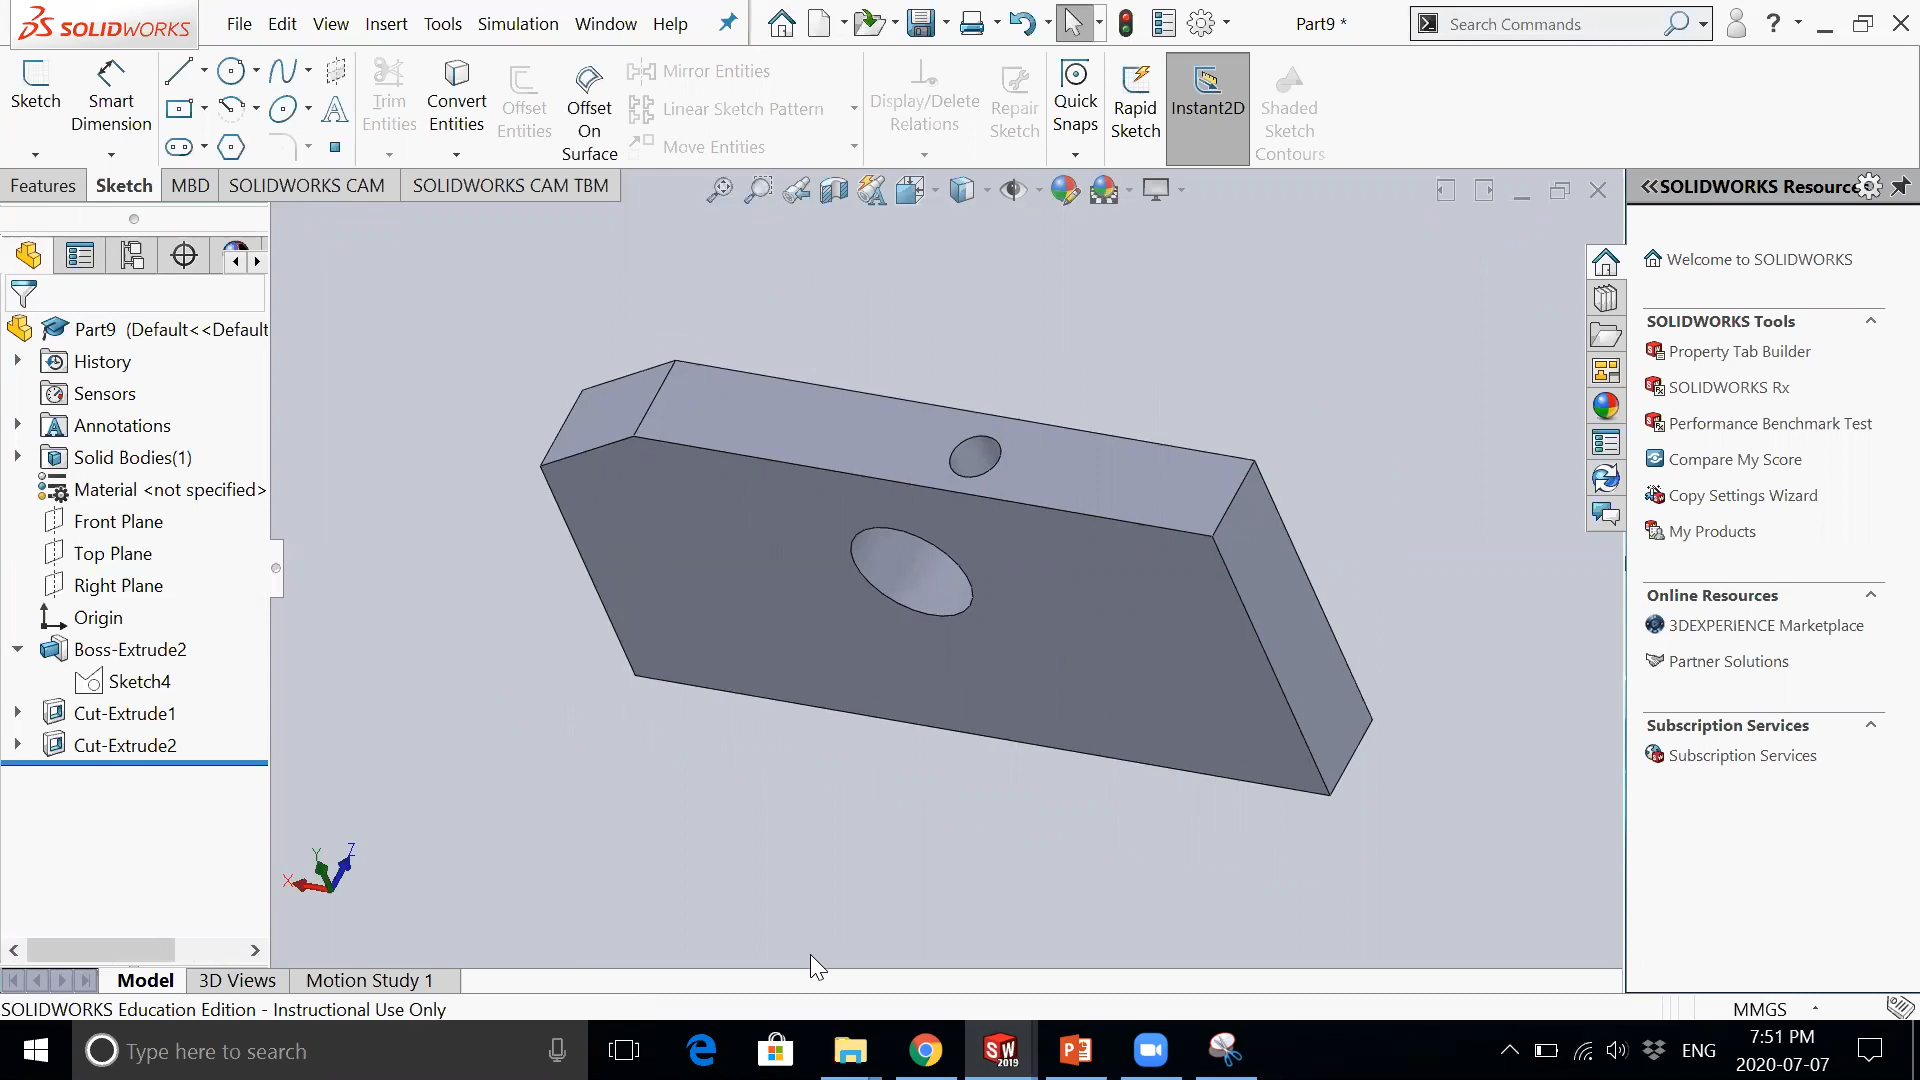 SOLIDWORKS
File Edit View Insert Tools Simulation Window Help
Part9 *
Search Commands
Sketch
Smart Dimension
Trim Entities
Convert Entities
Offset Entities
Offset On Surface
Mirror Entities
Linear Sketch Pattern
Move Entities
Display/Delete Relations
Repair Sketch
Quick Snaps
Rapid Sketch
Instant2D
Shaded Sketch Contours
Features Sketch MBD SOLIDWORKS CAM SOLIDWORKS CAM TBM
Part9 (Default<<Default
History
Sensors
Annotations
Solid Bodies(1)
Material <not specified>
Front Plane
Top Plane
Right Plane
Origin
Boss-Extrude2
Sketch4
Cut-Extrude1
Cut-Extrude2
X Y Z
SOLIDWORKS Resourc
Welcome to SOLIDWORKS
SOLIDWORKS Tools
Property Tab Builder
SOLIDWORKS Rx
Performance Benchmark Test
Compare My Score
Copy Settings Wizard
My Products
Online Resources
3DEXPERIENCE Marketplace
Partner Solutions
Subscription Services
Subscription Services
Model 3D Views Motion Study 1
SOLIDWORKS Education Edition - Instructional Use Only
MMGS
Type here to search
SW
2019
ENG
7:51 PM
2020-07-07